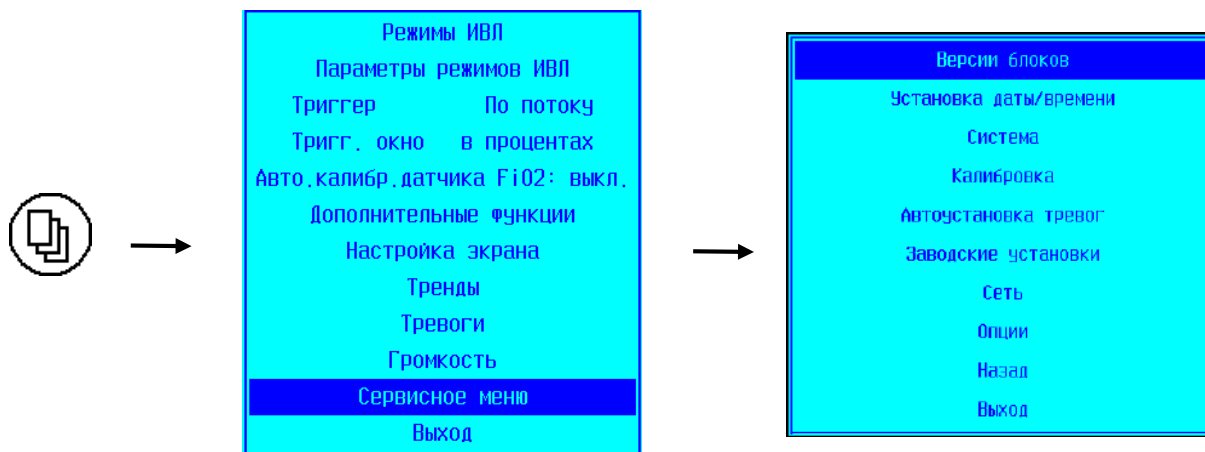 Режимы ИВЛ
Параметры режимов ИВЛ
Триггер По потоку
Тригг. окно в процентах
Авто.калибр.датчика FiO2: выкл.
Дополнительные функции
Настройка экрана
Тренды
Тревоги
Громкость
Сервисное меню
Выход
Версии блоков
Установка даты/времени
Система
Калибровка
Автоустановка тревог
Заводские установки
Сеть
Опции
Назад
Выход